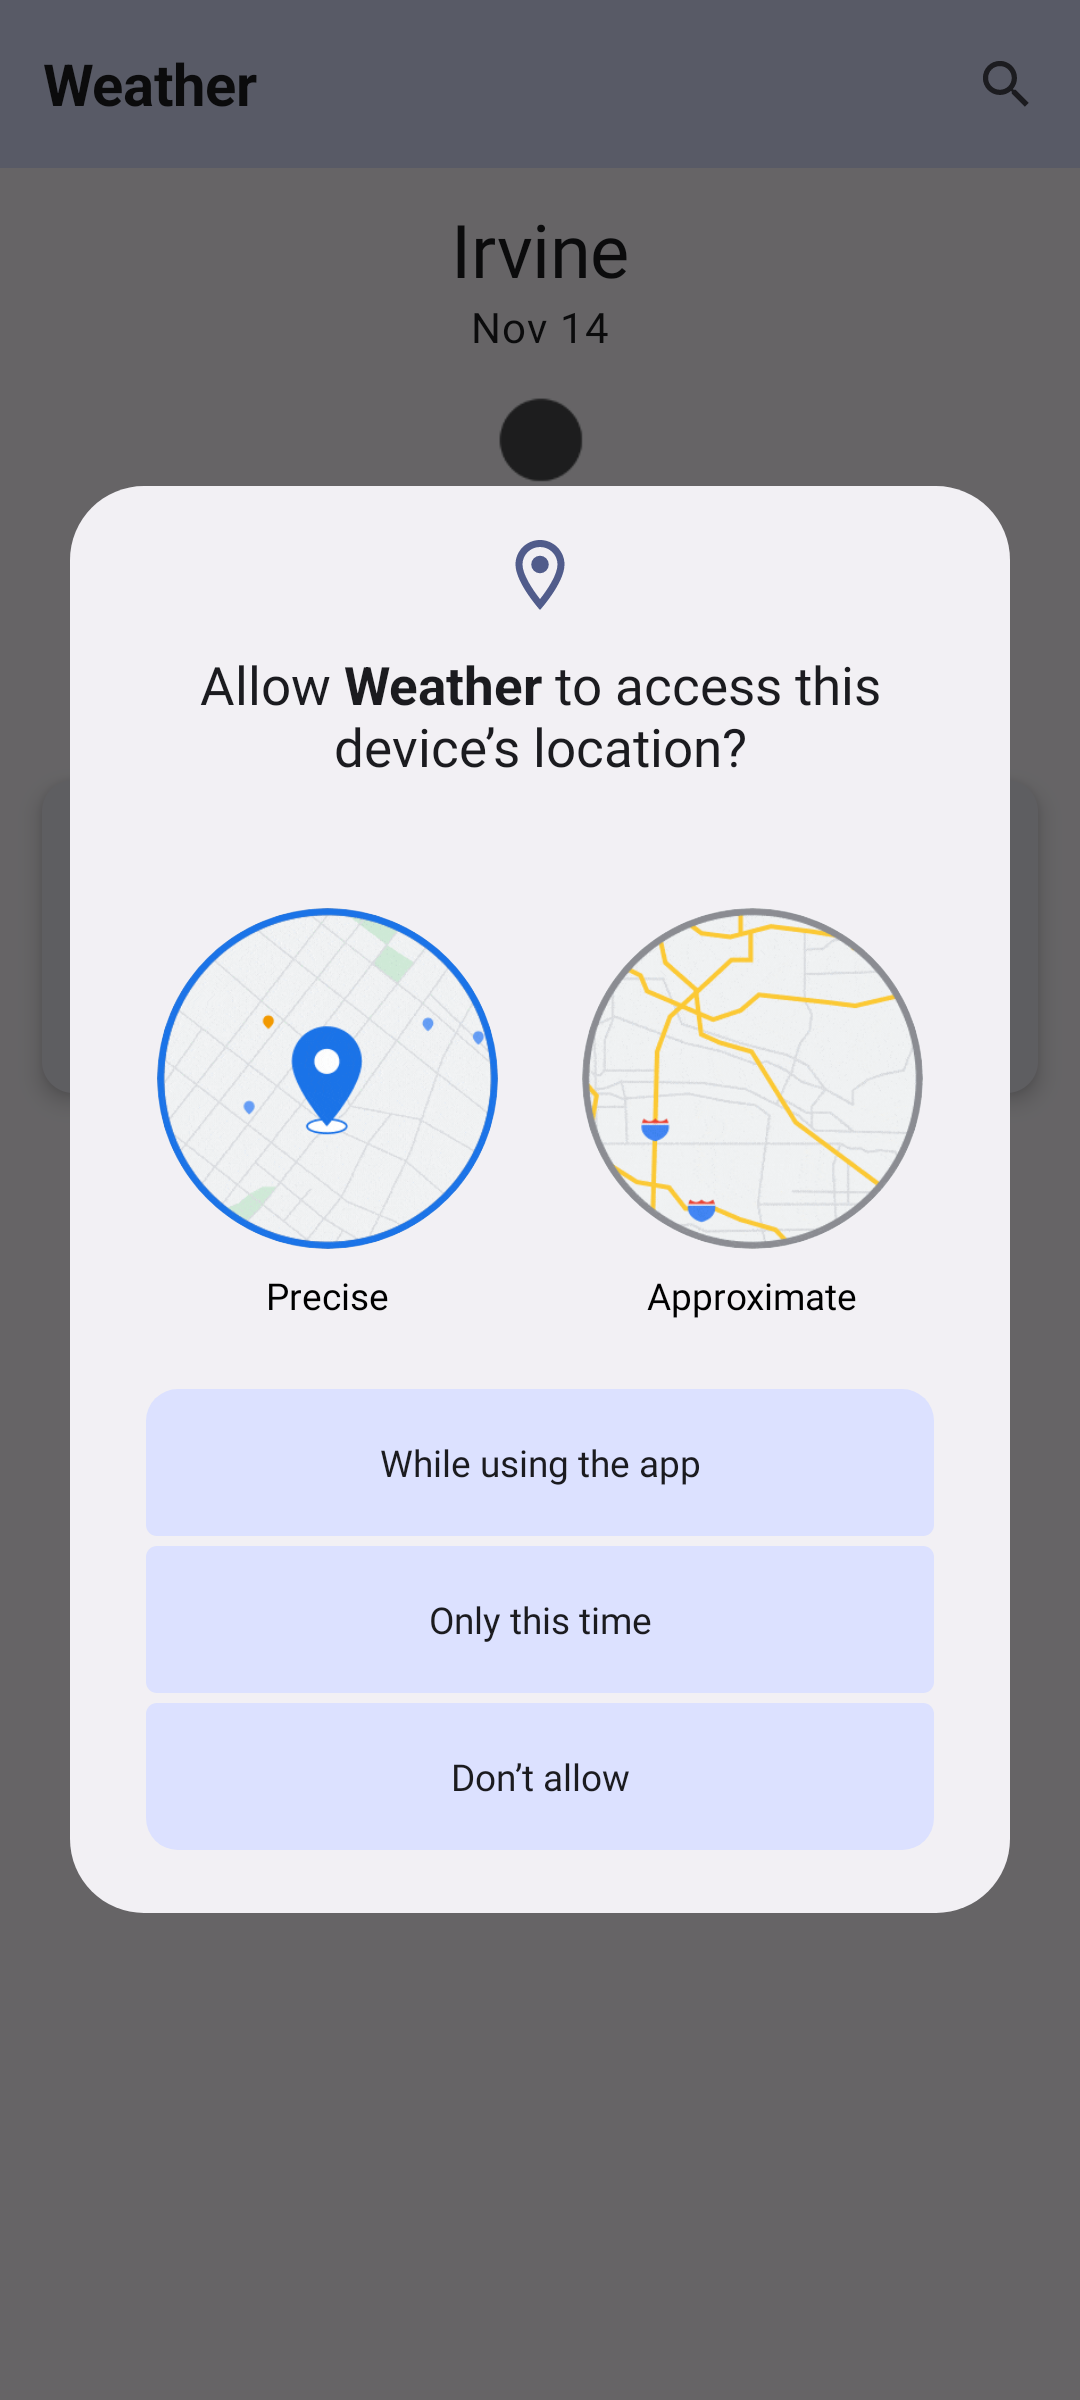 Weather
Irvine
Nov 14
Allow Weather to access this
device’s location?
Precise
Approximate
While using the app
Only this time
Don’t allow